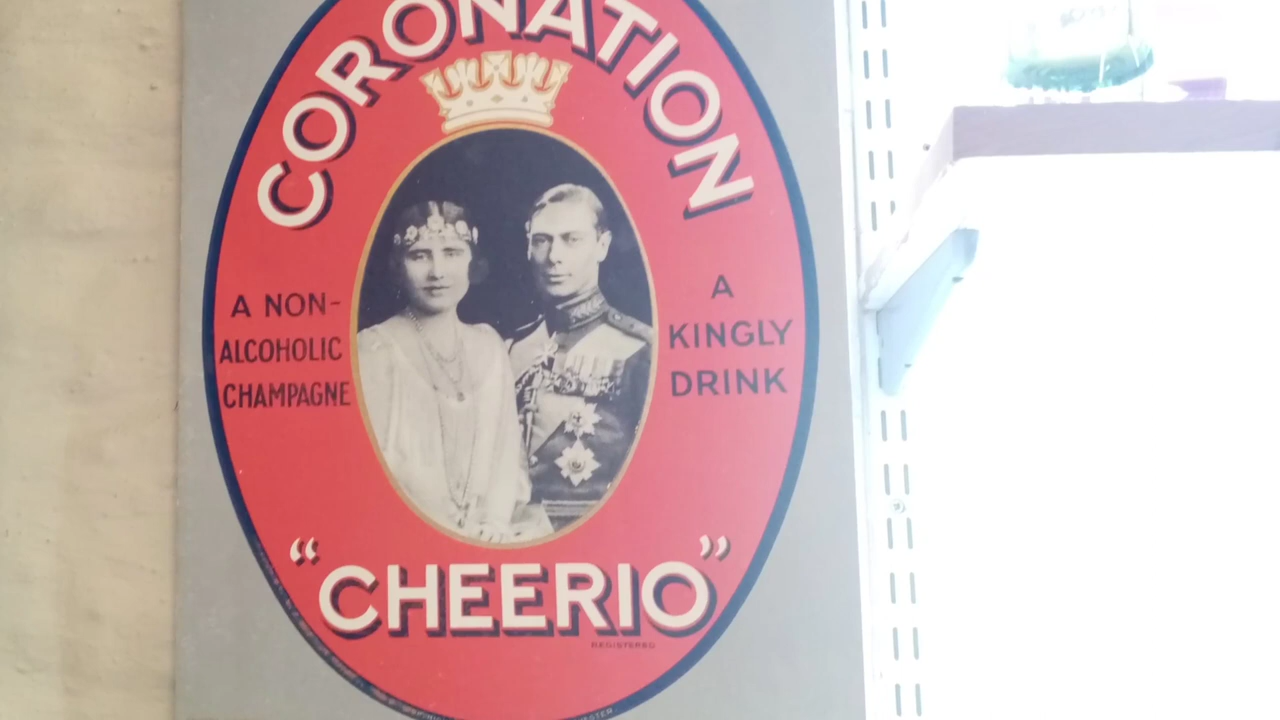 CORONATION
A NON-
ALCOHOLIC
CHAMPAGNE
A
KINGLY
DRINK
"CHEERIO"
REGISTERED